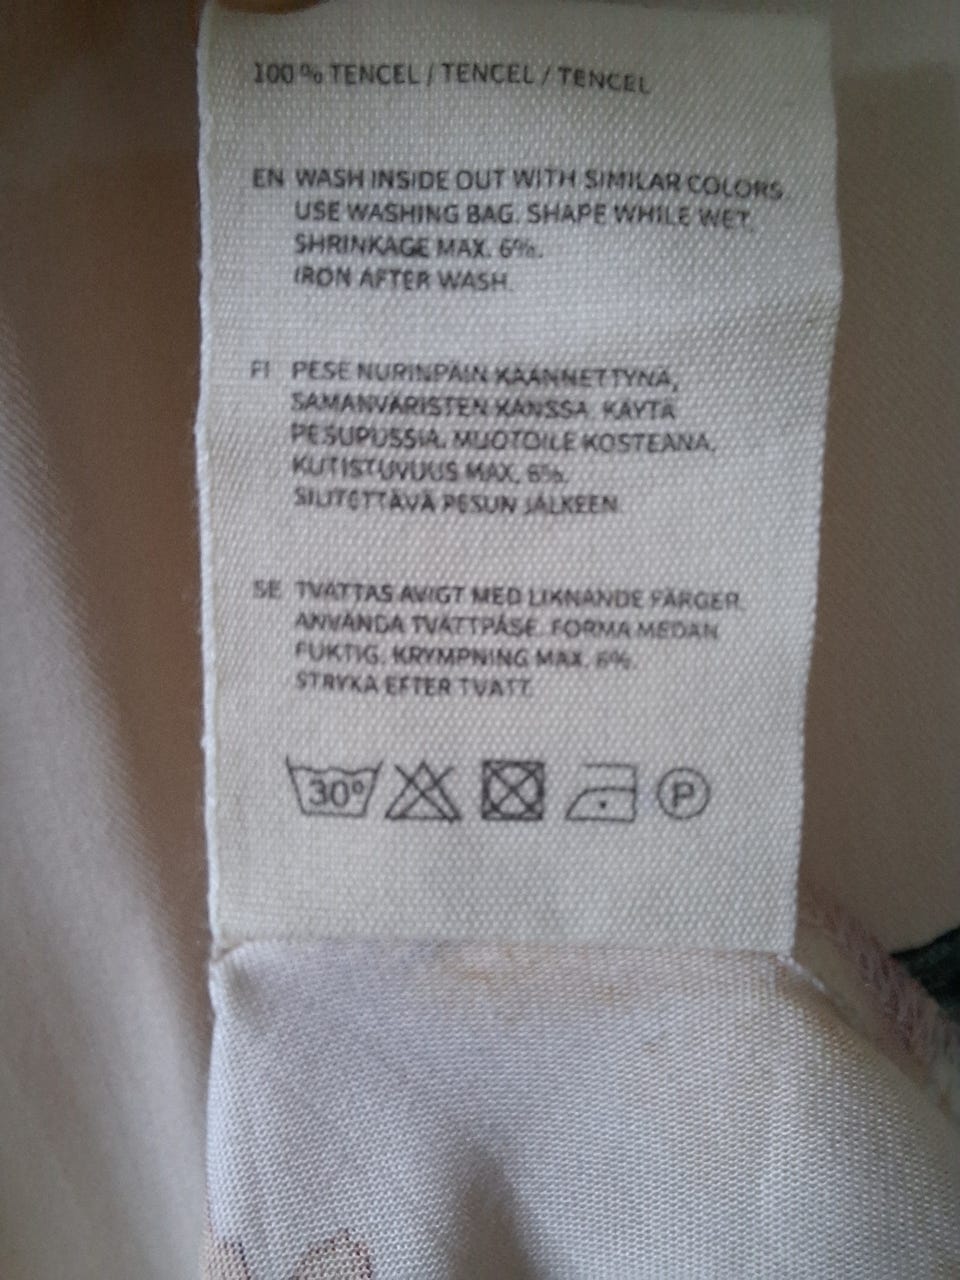 100 % TENCEL / TENCEL / TENCEL
EN WASH INSIDE OUT WITH SIMILAR COLORS.
USE WASHING BAG. SHAPE WHILE WET.
SHRINKAGE MAX. 6%.
IRON AFTER WASH.
FI PESE NURINPÄIN KÄÄNNETTYNÄ,
SAMANVÄRISTEN KANSSA. KÄYTÄ
PESUPUSSIA. MUOTOILE KOSTEANA.
KUTISTUVUUS MAX. 6%.
SILITETTÄVÄ PESUN JÄLKEEN.
SE TVÄTTAS AVIGT MED LIKNANDE FÄRGER.
ANVÄNDA TVÄTTPÅSE. FORMA MEDAN
FUKTIG. KRYMPNING MAX. 6%.
STRYKA EFTER TVÄTT.
30° P